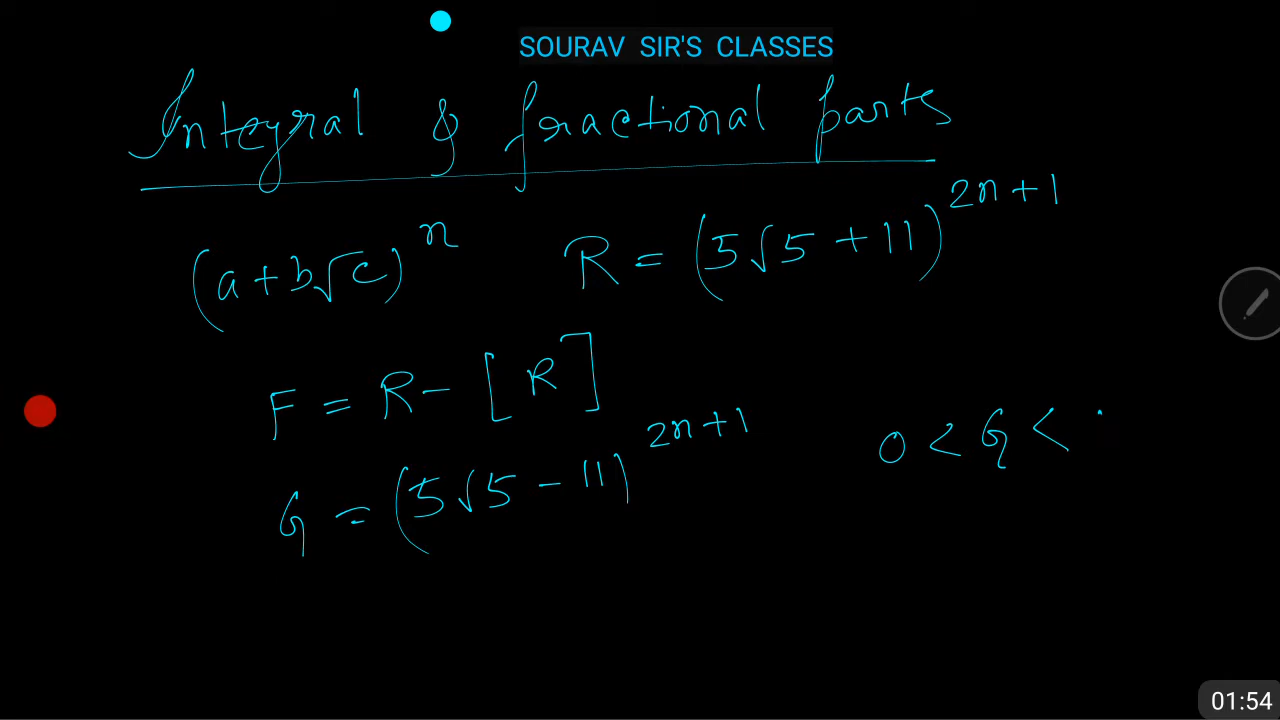 SOURAV SIR'S CLASSES
Integral & fractional parts
(a+b√c)^n R = (5√5 + 11)^{2n+1}
F = R - [R]
G = (5√5 - 11)^{2n+1} 0 < G <
01:54